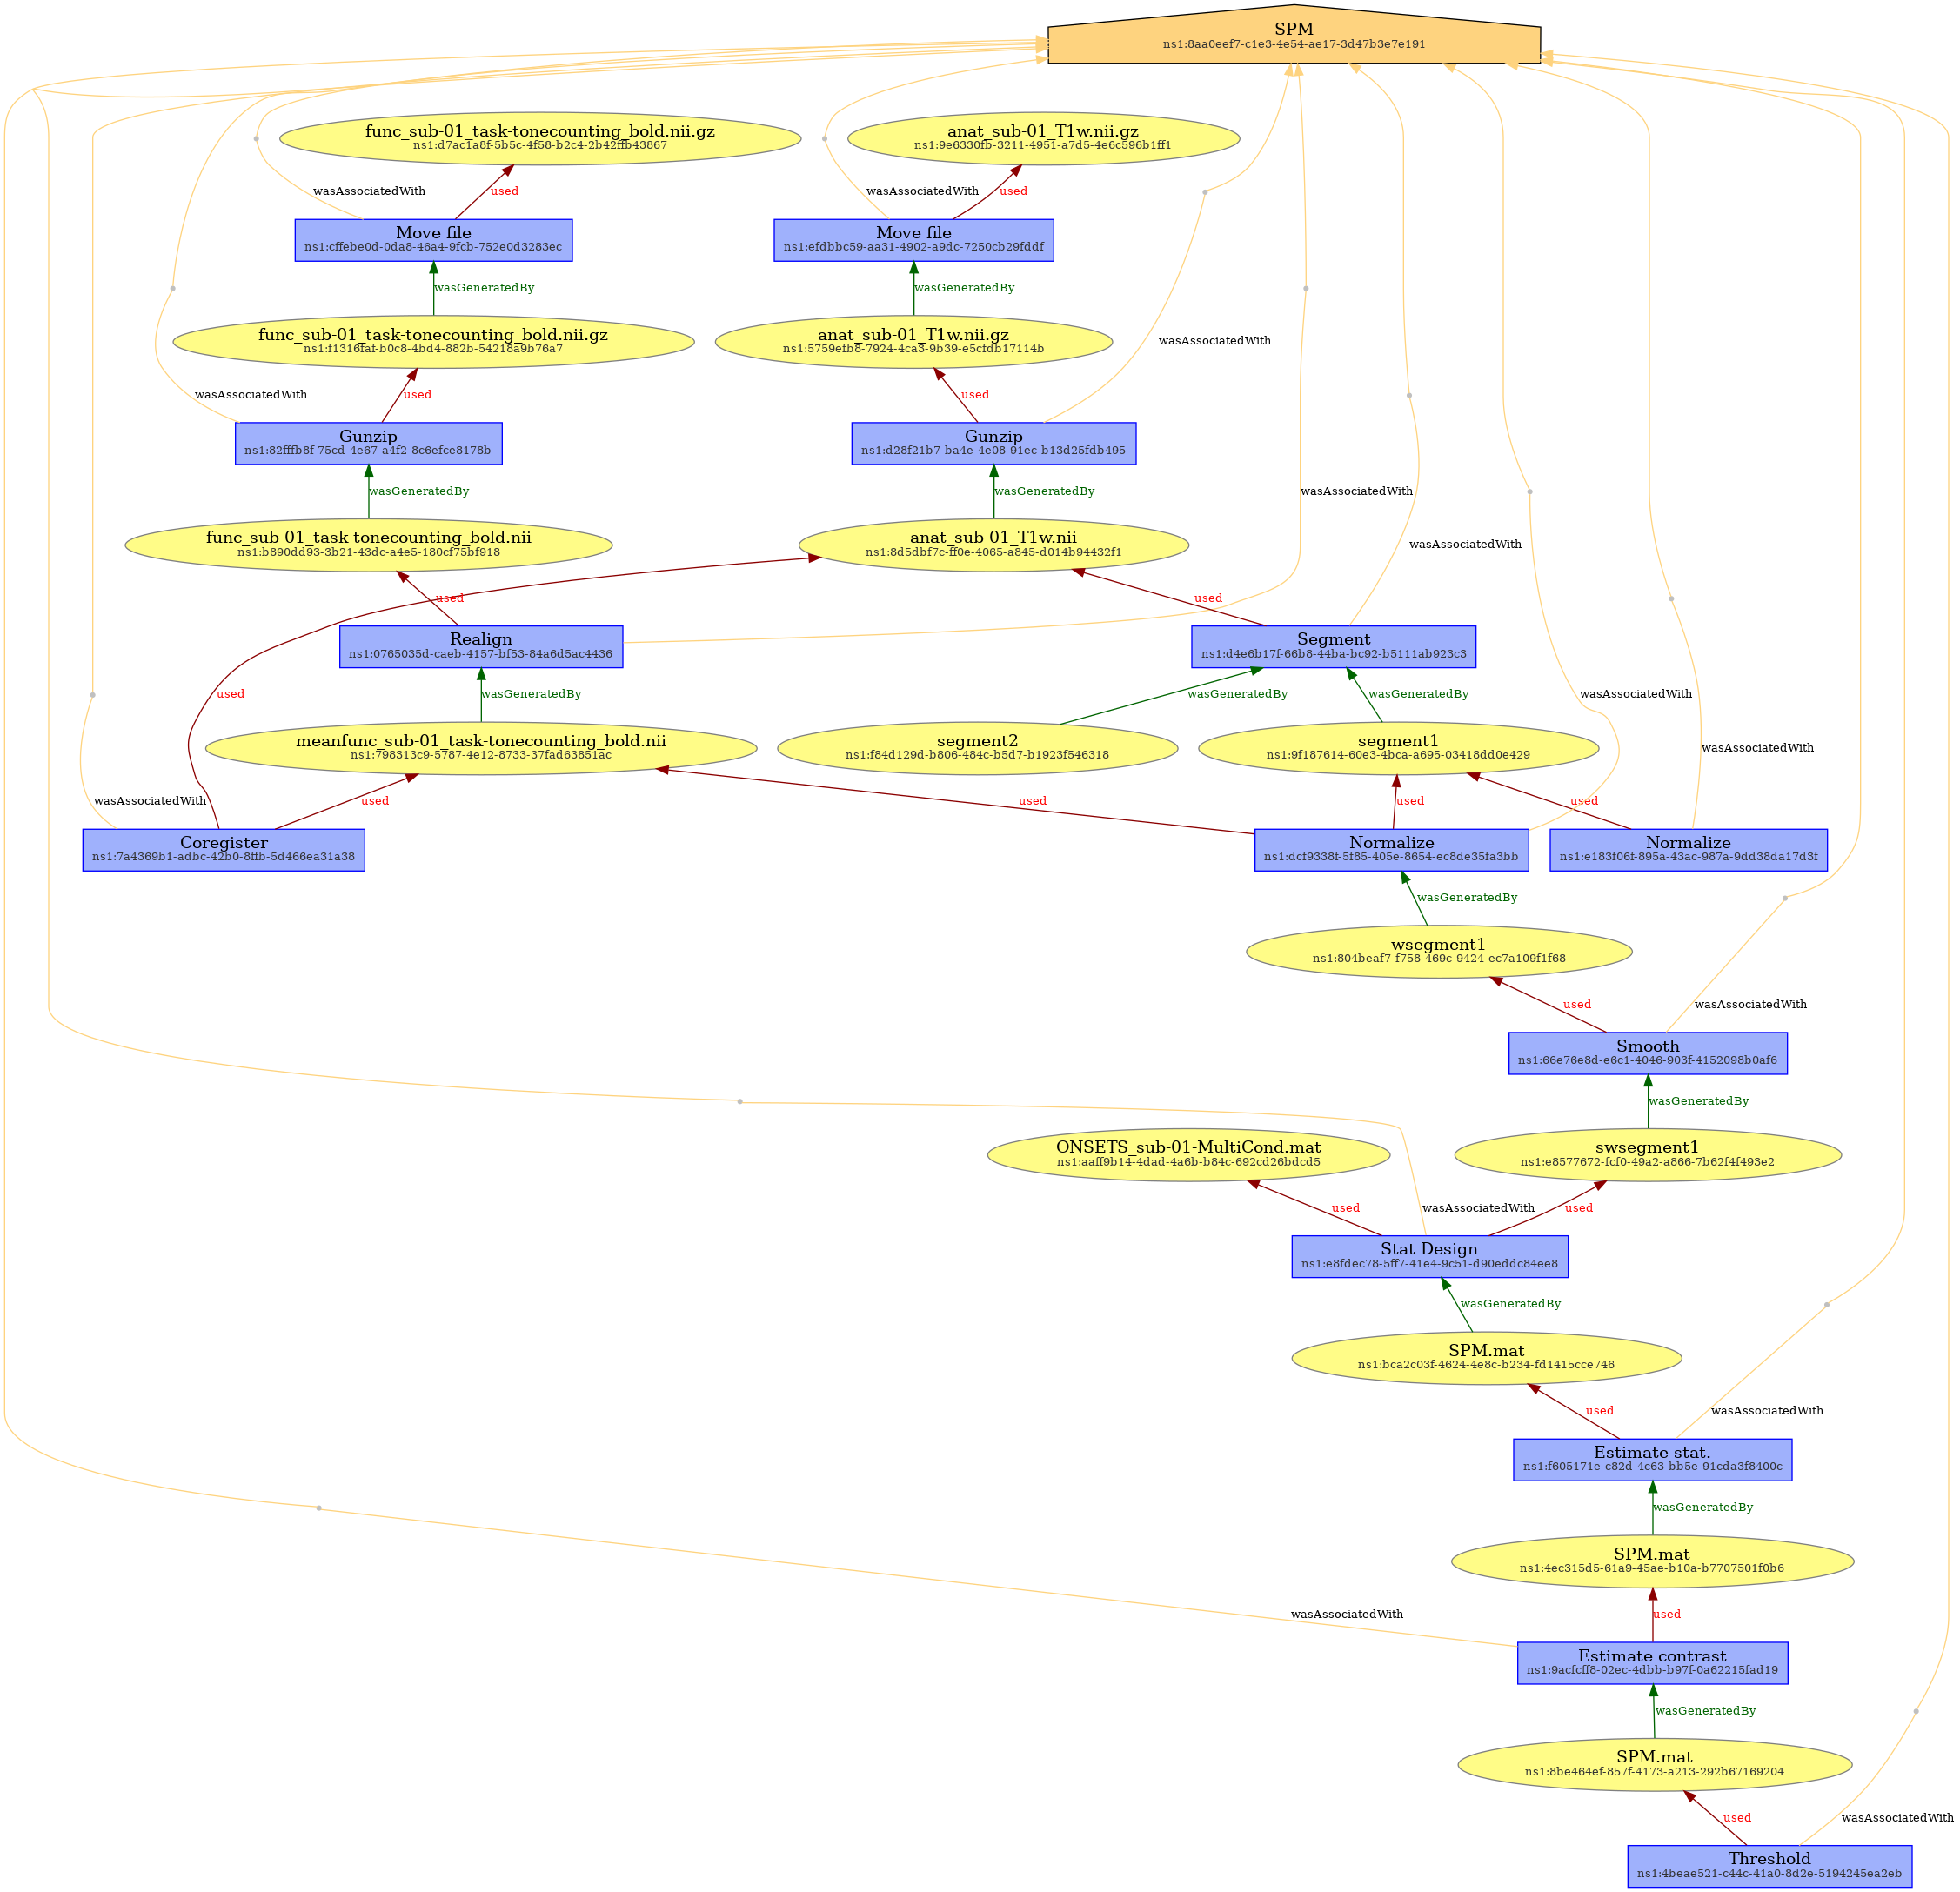 SPM
ns1:8aa0eef7-c1e3-4e54-ae17-3d47b3e7e191
func_sub-01_task-tonecounting_bold.nii.gz
ns1:d7ac1a8f-5b5c-4f58-b2c4-2b42ffb43867
anat_sub-01_T1w.nii.gz
ns1:9e6330fb-3211-4951-a7d5-4e6c596b1ff1
wasAssociatedWith
used
wasAssociatedWith
used
Move file
ns1:cffebe0d-0da8-46a4-9fcb-752e0d3283ec
Move file
ns1:efdbbc59-aa31-4902-a9dc-7250cb29fddf
wasGeneratedBy
wasGeneratedBy
func_sub-01_task-tonecounting_bold.nii.gz
ns1:f1316faf-b0c8-4bd4-882b-54218a9b76a7
anat_sub-01_T1w.nii.gz
ns1:5759efb8-7924-4ca3-9b39-e5cfdb17114b
wasAssociatedWith
wasAssociatedWith
used
used
Gunzip
ns1:82fffb8f-75cd-4e67-a4f2-8c6efce8178b
Gunzip
ns1:d28f21b7-ba4e-4e08-91ec-b13d25fdb495
wasGeneratedBy
wasGeneratedBy
wasAssociatedWith
func_sub-01_task-tonecounting_bold.nii
ns1:b890dd93-3b21-43dc-a4e5-180cf75bf918
anat_sub-01_T1w.nii
ns1:8d5dbf7c-ff0e-4065-a845-d014b94432f1
wasAssociatedWith
used
used
Realign
ns1:0765035d-caeb-4157-bf53-84a6d5ac4436
Segment
ns1:d4e6b17f-66b8-44ba-bc92-b5111ab923c3
used
wasGeneratedBy
wasGeneratedBy
wasGeneratedBy
wasAssociatedWith
meanfunc_sub-01_task-tonecounting_bold.nii
ns1:798313c9-5787-4e12-8733-37fad63851ac
segment2
ns1:f84d129d-b806-484c-b5d7-b1923f546318
segment1
ns1:9f187614-60e3-4bca-a695-03418dd0e429
wasAssociatedWith
wasAssociatedWith
used
used
used
used
Coregister
ns1:7a4369b1-adbc-42b0-8ffb-5d466ea31a38
Normalize
ns1:dcf9338f-5f85-405e-8654-ec8de35fa3bb
Normalize
ns1:e183f06f-895a-43ac-987a-9dd38da17d3f
wasGeneratedBy
wsegment1
ns1:804beaf7-f758-469c-9424-ec7a109f1f68
used
wasAssociatedWith
Smooth
ns1:66e76e8d-e6c1-4046-903f-4152098b0af6
wasGeneratedBy
ONSETS_sub-01-MultiCond.mat
ns1:aaff9b14-4dad-4a6b-b84c-692cd26bdcd5
swsegment1
ns1:e8577672-fcf0-49a2-a866-7b62f4f493e2
used
wasAssociatedWith
used
Stat Design
ns1:e8fdec78-5ff7-41e4-9c51-d90eddc84ee8
wasGeneratedBy
SPM.mat
ns1:bca2c03f-4624-4e8c-b234-fd1415cce746
used
wasAssociatedWith
Estimate stat.
ns1:f605171e-c82d-4c63-bb5e-91cda3f8400c
wasGeneratedBy
SPM.mat
ns1:4ec315d5-61a9-45ae-b10a-b7707501f0b6
wasAssociatedWith
used
Estimate contrast
ns1:9acfcff8-02ec-4dbb-b97f-0a62215fad19
wasGeneratedBy
SPM.mat
ns1:8be464ef-857f-4173-a213-292b67169204
used
wasAssociatedWith
Threshold
ns1:4beae521-c44c-41a0-8d2e-5194245ea2eb